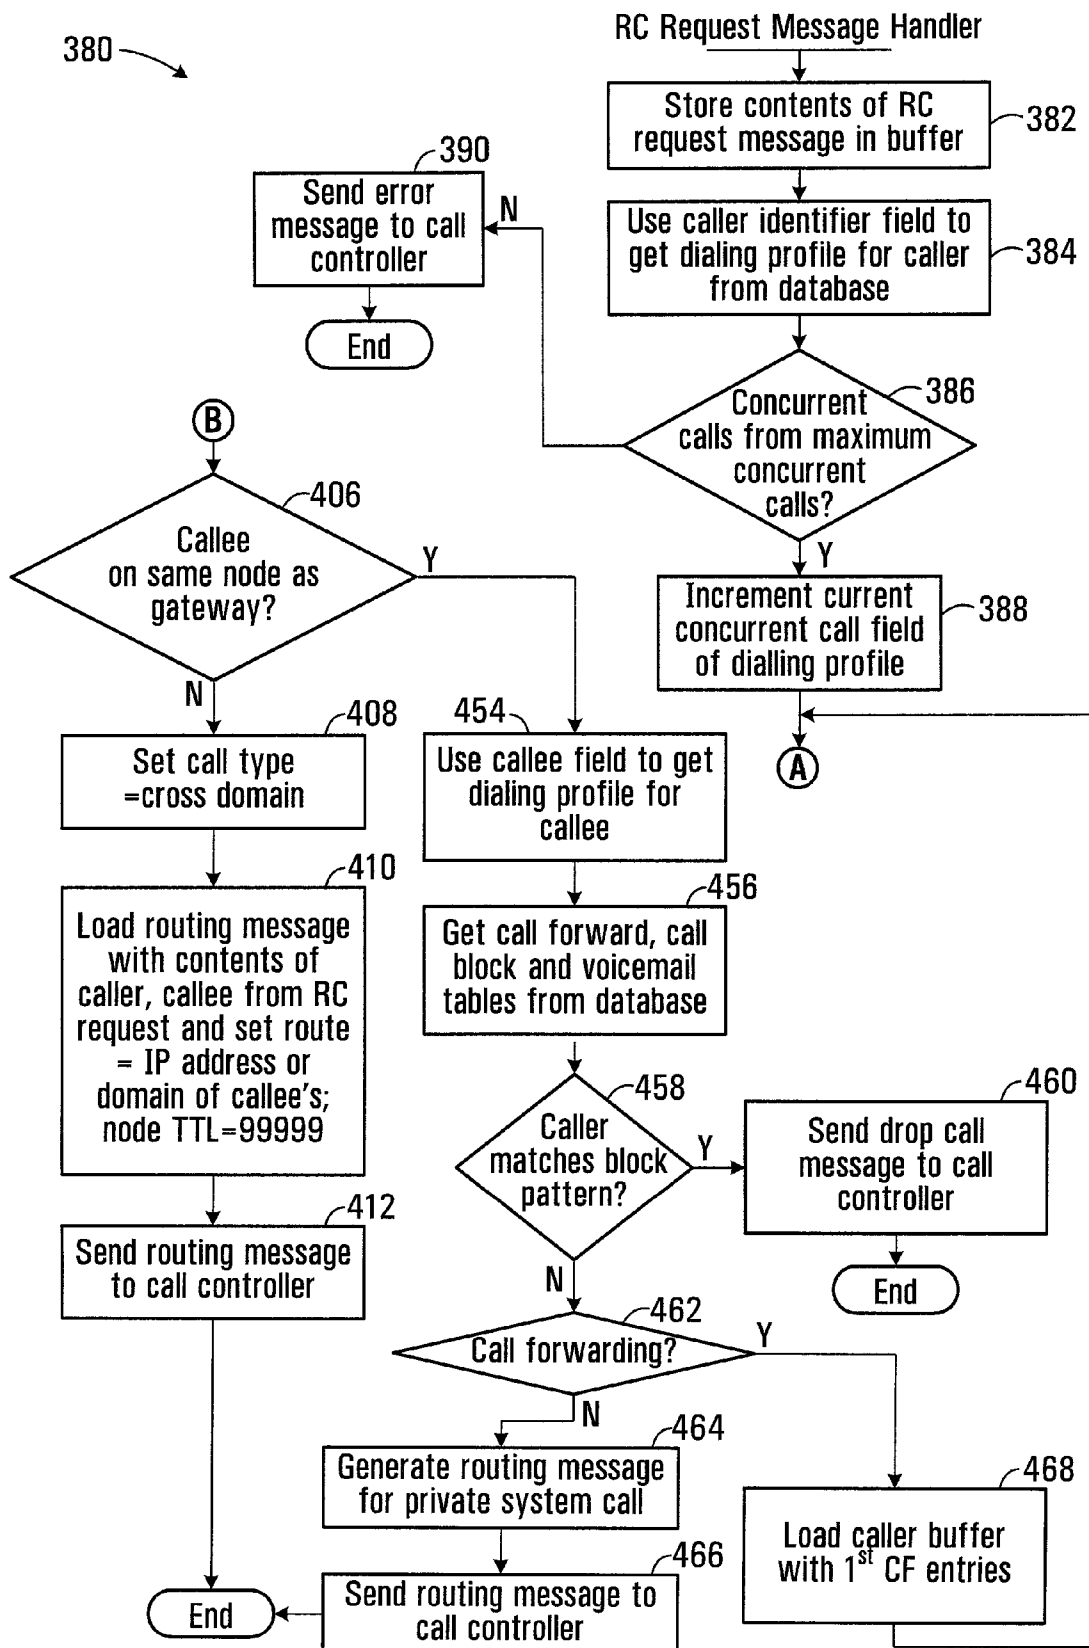 380
RC Request Message Handler
Store contents of RC
request message in buffer
382
Use caller identifier field to
get dialing profile for caller
from database
384
390
Send error
message to call
controller
N
End
Concurrent
calls from maximum
concurrent
calls?
386
Y
Increment current
concurrent call field
of dialling profile
388
A
B
406
Callee
on same node as
gateway?
Y
N
408
Set call type
=cross domain
410
Load routing message
with contents of
caller, callee from RC
request and set route
= IP address or
domain of callee's;
node TTL=99999
412
Send routing message
to call controller
End
454
Use callee field to get
dialing profile for
callee
456
Get call forward, call
block and voicemail
tables from database
458
Caller
matches block
pattern?
Y
460
Send drop call
message to call
controller
End
N
462
Call forwarding?
Y
N
464
Generate routing message
for private system call
466
Send routing message to
call controller
468
Load caller buffer
with 1st CF entries